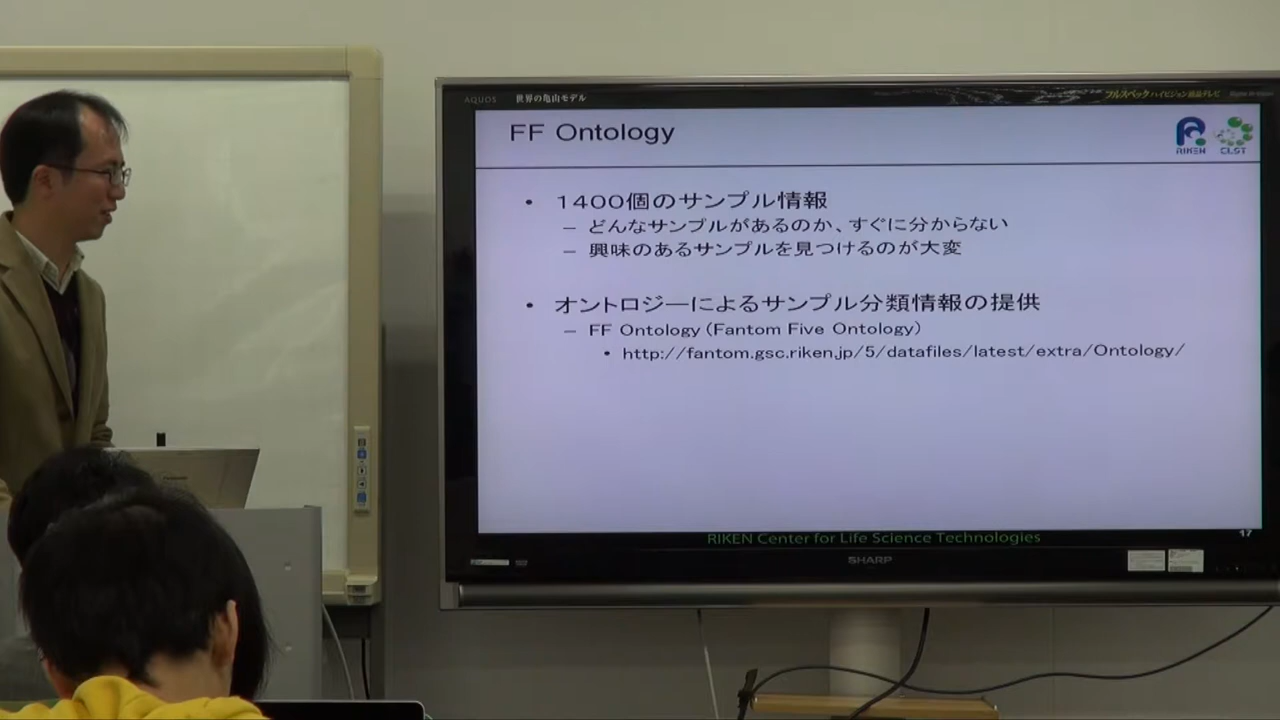 AQUOS 世界の亀山モデル フルスペックハイビジョン液晶テレビ
FF Ontology
RIKEN CLST
• 1400個のサンプル情報
– どんなサンプルがあるのか、すぐに分からない
– 興味のあるサンプルを見つけるのが大変
• オントロジーによるサンプル分類情報の提供
– FF Ontology (Fantom Five Ontology)
• http://fantom.gsc.riken.jp/5/datafiles/latest/extra/Ontology/
RIKEN Center for Life Science Technologies 17
SHARP